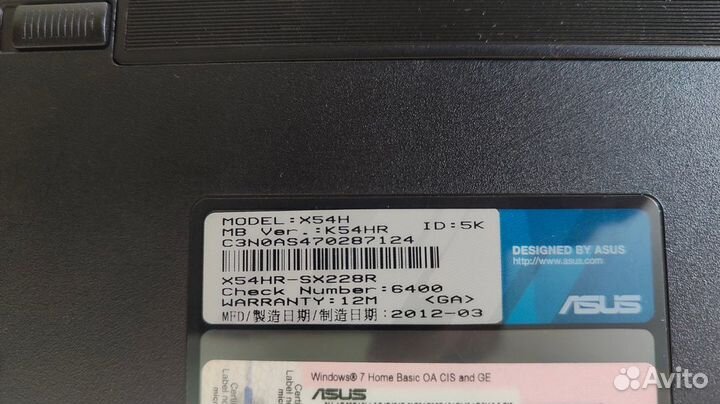 MODEL:X54H
MB Ver.:K54HR ID:5K
C3N0AS470287124
X54HR-SX228R
Check Number:6400
WARRANTY:12M <GA>
MFD/製造日期/制造日期:2012-03
DESIGNED BY ASUS
www.asus.com
ASUS
Windows® 7 Home Basic OA CIS and GE
ASUS
Label no
Avito